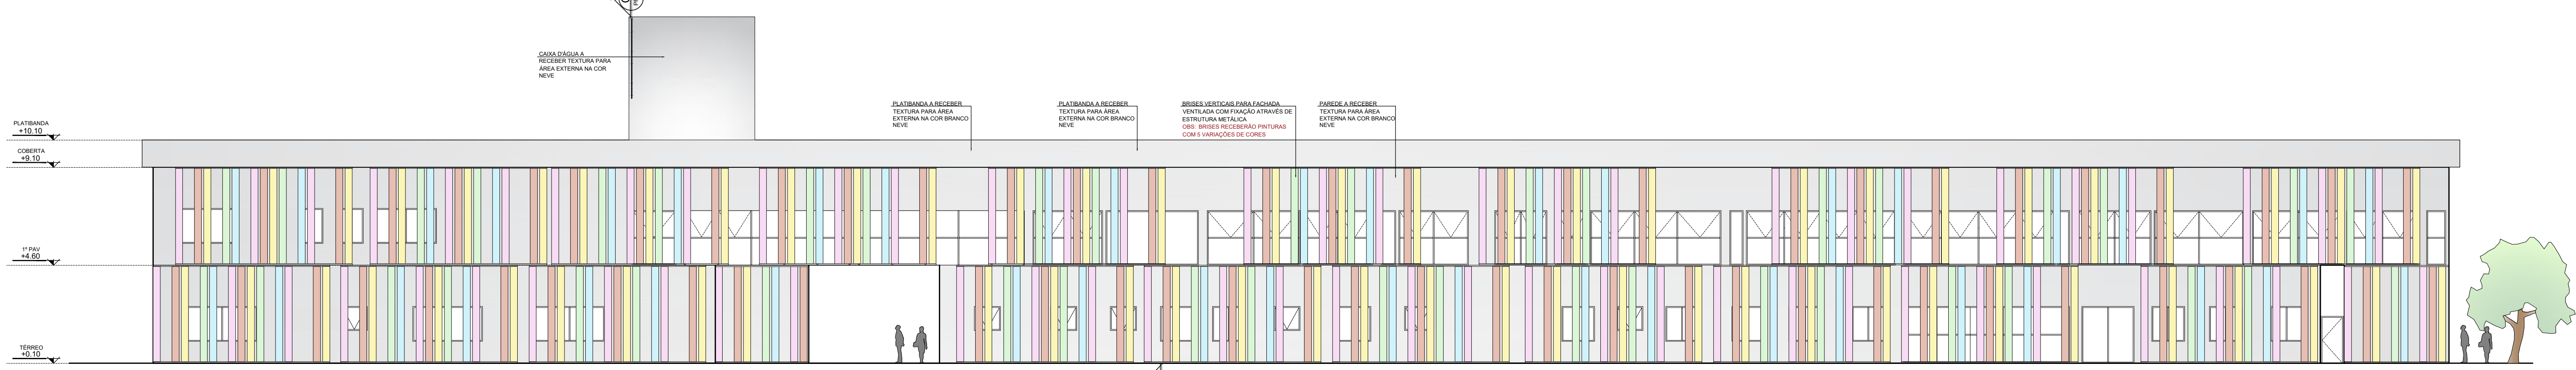 CAIXA D'ÁGUA A
RECEBER TEXTURA PARA
ÁREA EXTERNA NA COR
NEVE
PLATIBANDA A RECEBER
TEXTURA PARA ÁREA
EXTERNA NA COR BRANCO
NEVE
PLATIBANDA A RECEBER
TEXTURA PARA ÁREA
EXTERNA NA COR BRANCO
NEVE
BRISES VERTICAIS PARA FACHADA
VENTILADA COM FIXAÇÃO ATRAVÉS DE
ESTRUTURA METÁLICA
OBS: BRISES RECEBERÃO PINTURAS
COM 5 VARIAÇÕES DE CORES
PAREDE A RECEBER
TEXTURA PARA ÁREA
EXTERNA NA COR BRANCO
NEVE
PLATIBANDA
+10.10
COBERTA
+9.10
1º PAV
+4.60
TÉRREO
+0.10